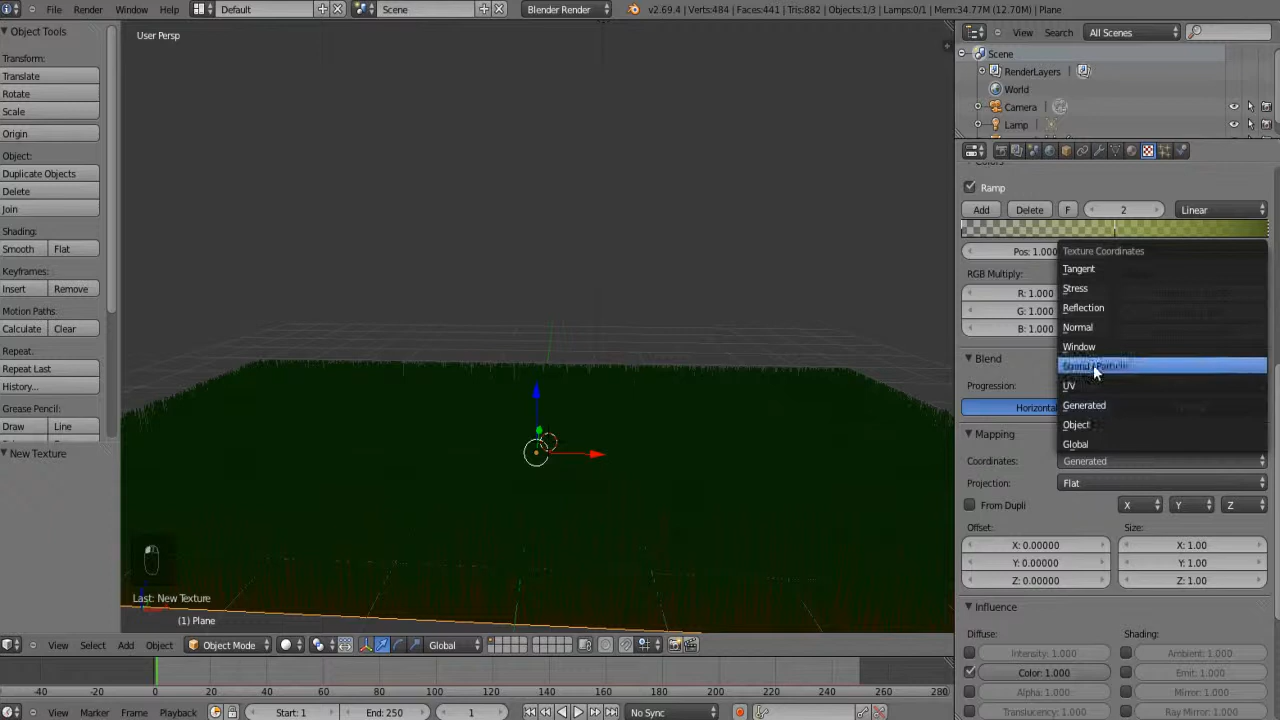 File Render Window Help Default Scene Blender Render v2.69.4 | Verts:484 | Faces:441 | Tris:882 | Objects:1/3 | Lamps:0/1 | Mem:34.77M (12.70M) | Plane
Object Tools
Transform:
Translate
Rotate
Scale
Origin
Object:
Duplicate Objects
Delete
Join
Shading:
Smooth Flat
Keyframes:
Insert Remove
Motion Paths:
Calculate Clear
Repeat:
Repeat Last
History...
Grease Pencil:
Draw Line
New Texture
User Persp
Last: New Texture
(1) Plane
View Select Add Object Object Mode Global
-40 -20 0 20 40 60 80 100 120 140 160 180 200 220 240 260 280
View Marker Frame Playback Start: 1 End: 250 1 No Sync
View Search All Scenes
Scene
RenderLayers
World
Camera
Lamp
Ramp
Add Delete F 2 Linear
Pos: 1.000
RGB Multiply:
R: 1.000
G: 1.000
B: 1.000
Blend
Progression:
Horizontal
Texture Coordinates
Tangent
Stress
Reflection
Normal
Window
UV
Generated
Object
Global
Mapping
Coordinates: Generated
Projection: Flat
From Dupli X Y Z
Offset: Size:
X: 0.00000 X: 1.00
Y: 0.00000 Y: 1.00
Z: 0.00000 Z: 1.00
Influence
Diffuse: Shading:
Intensity: 1.000 Ambient: 1.000
Color: 1.000 Emit: 1.000
Alpha: 1.000 Mirror: 1.000
Translucency: 1.000 Ray Mirror: 1.000